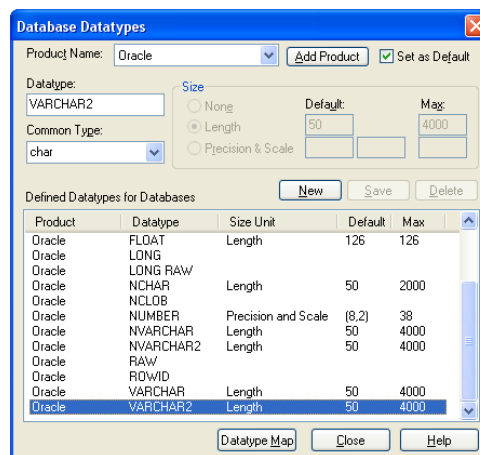 Database Datatypes
Product Name: Oracle Add Product Set as Default
Datatype:
VARCHAR2
Common Type:
char
Size
None Default: Max:
Length 50 4000
Precision & Scale
Defined Datatypes for Databases New Save Delete
Product Datatype Size Unit Default Max
Oracle FLOAT Length 126 126
Oracle LONG
Oracle LONG RAW
Oracle NCHAR Length 50 2000
Oracle NCLOB
Oracle NUMBER Precision and Scale (8,2) 38
Oracle NVARCHAR Length 50 4000
Oracle NVARCHAR2 Length 50 4000
Oracle RAW
Oracle ROWID
Oracle VARCHAR Length 50 4000
Oracle VARCHAR2 Length 50 4000
Datatype Map Close Help